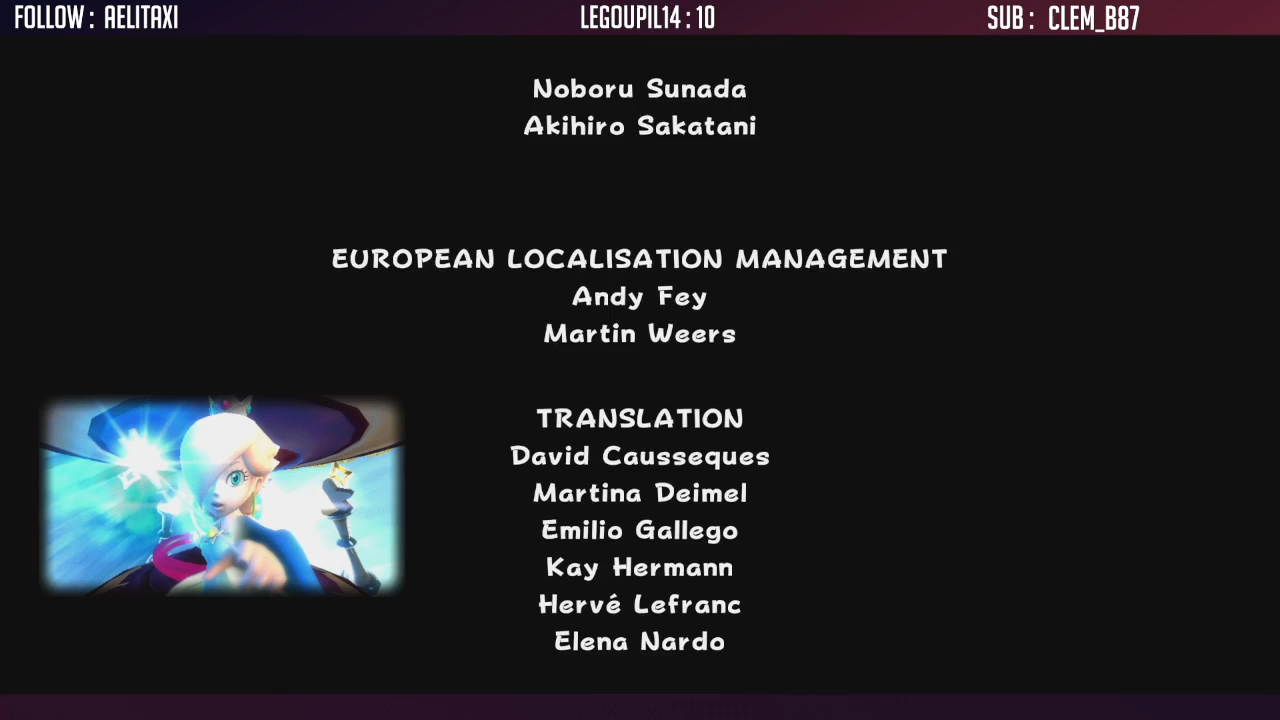 FOLLOW : AELITAXI
LEGOUPIL14 : 10
SUB : CLEM_B87
Noboru Sunada
Akihiro Sakatani
EUROPEAN LOCALISATION MANAGEMENT
Andy Fey
Martin Weers
TRANSLATION
David Causseques
Martina Deimel
Emilio Gallego
Kay Hermann
Hervé Lefranc
Elena Nardo